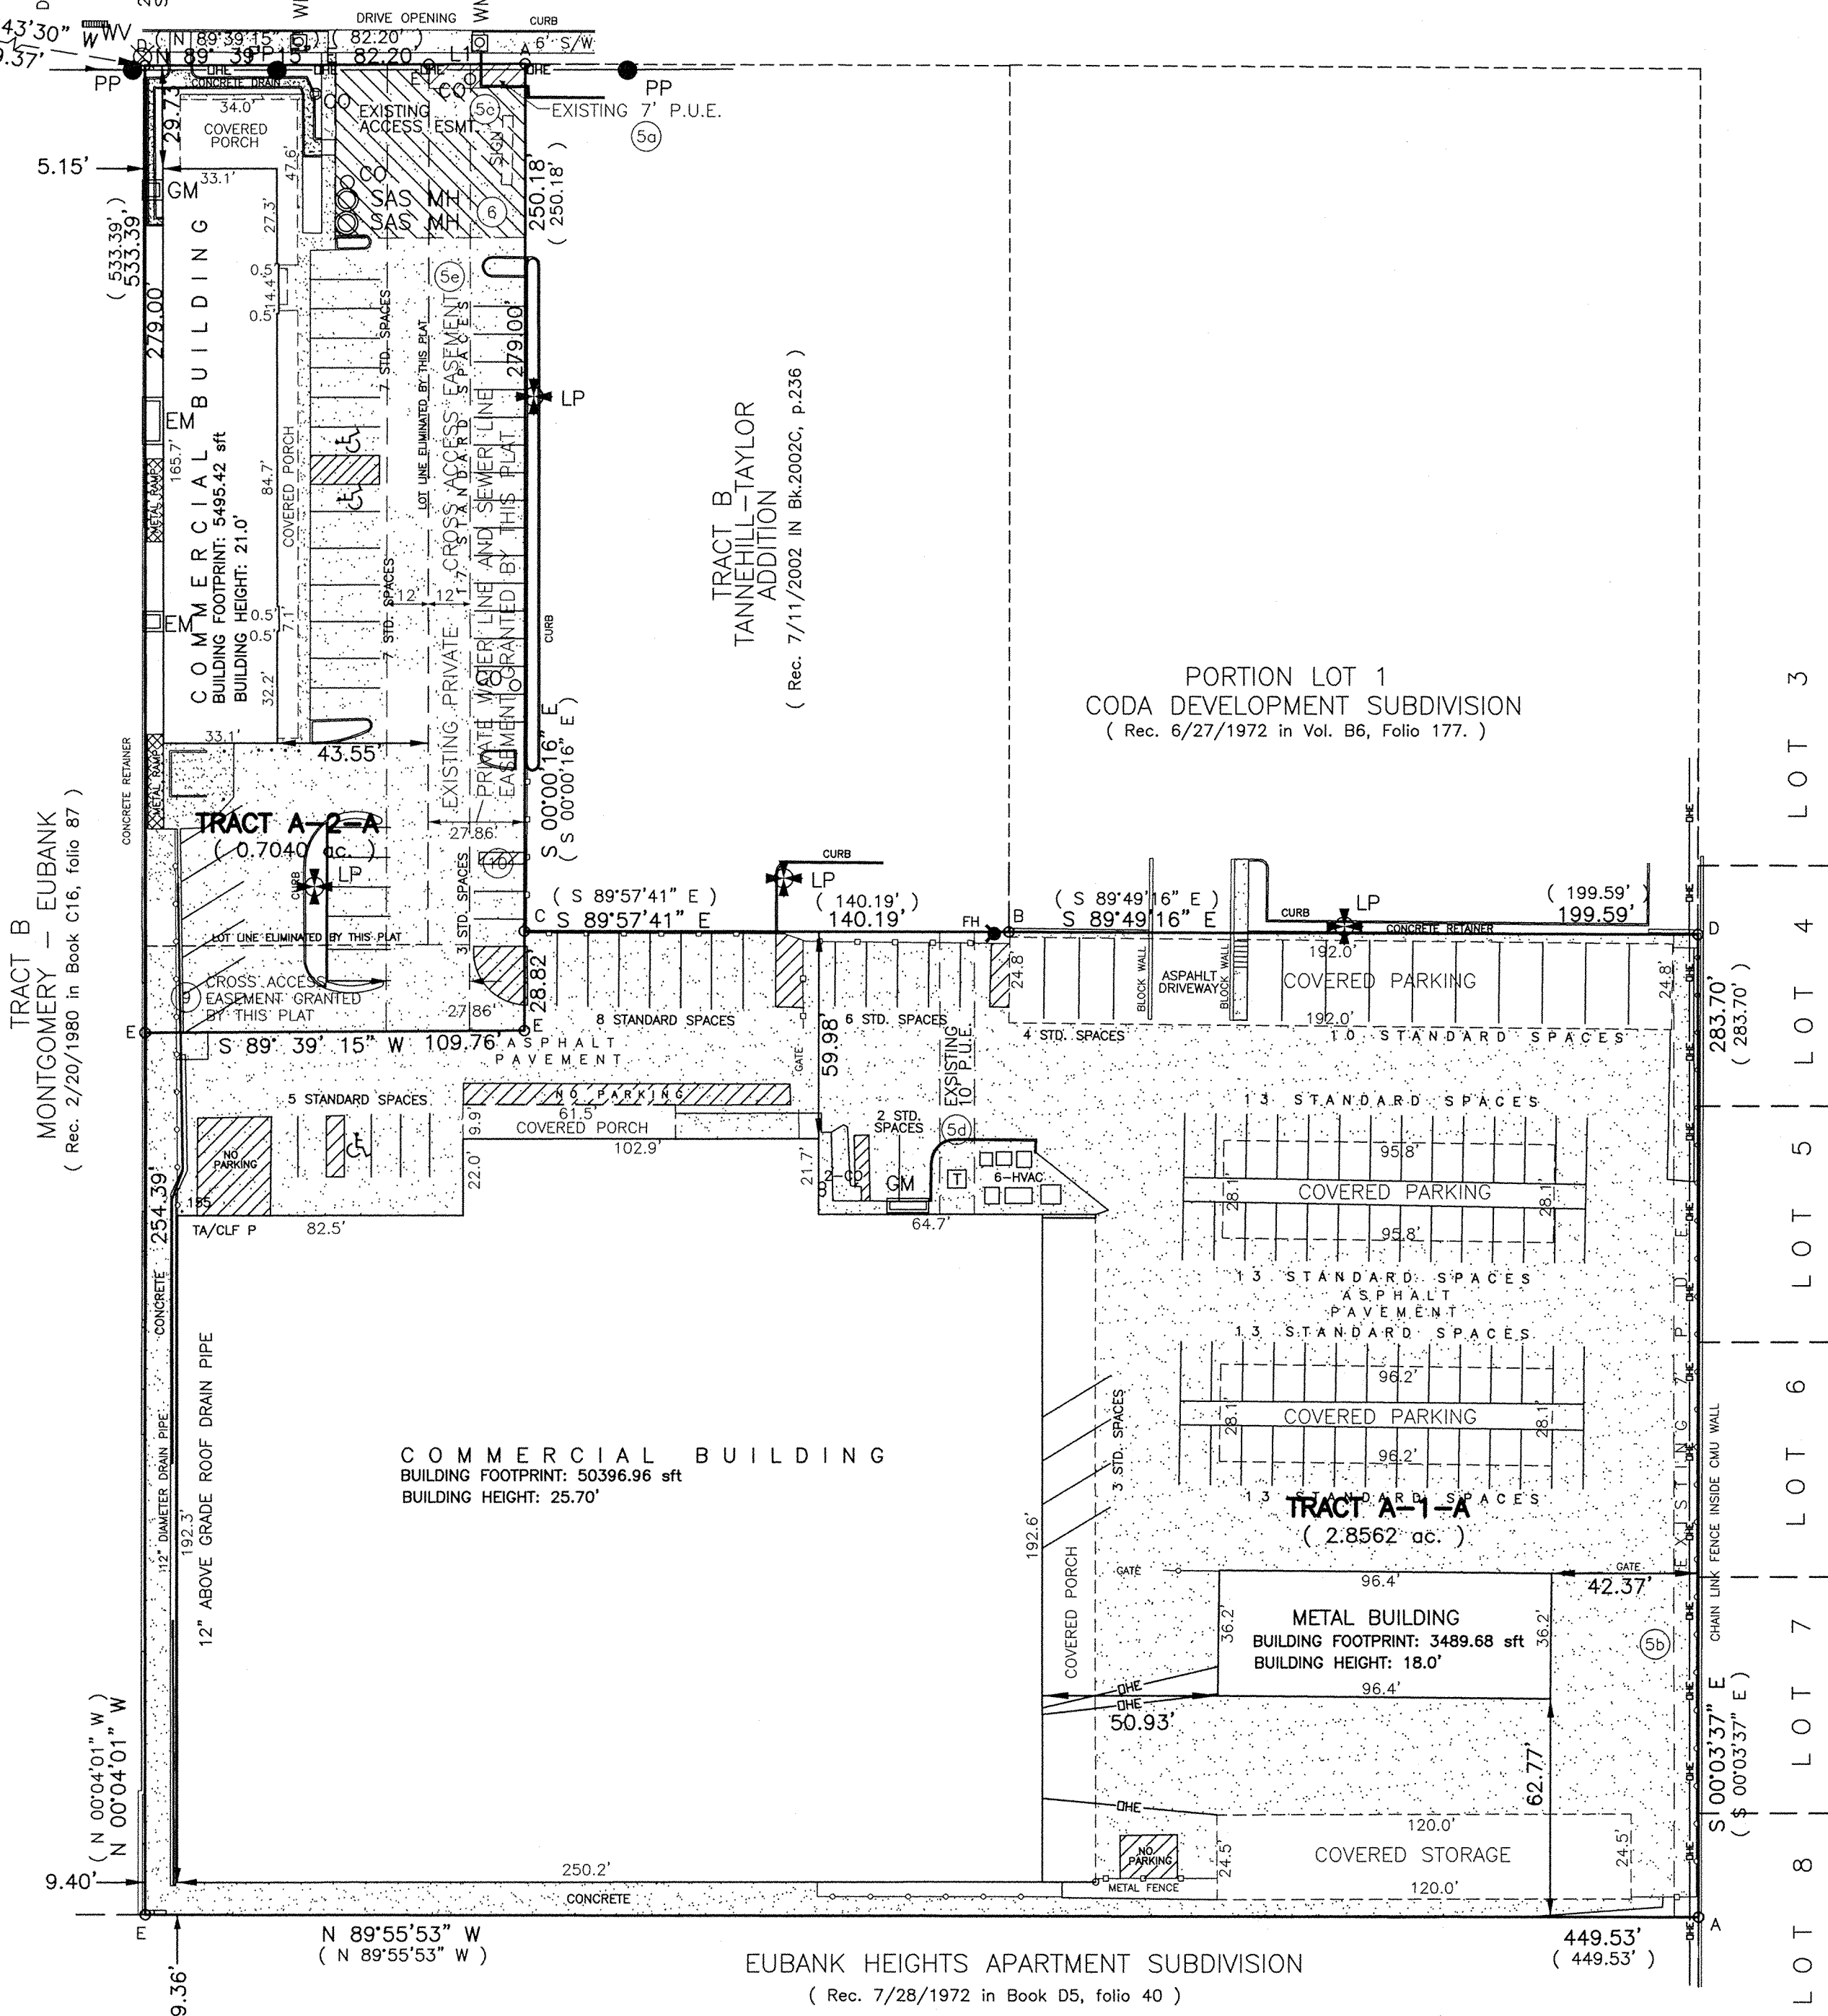 43'30"
9.37'
W
WV
DRIVE OPENING
CURB
( N 89°39'15" ) ( 82.20' )
6' S/W
N 89° 39' 15" 82.20' L1
D
A
PP
OHE
OHE
OHE
OHE
PP
PP
CONCRETE DRAIN
E
CO
CO
34.0'
COVERED
PORCH
EXISTING
ACCESS ESMT.
5c
EXISTING 7' P.U.E.
5a
SIGN
29.73'
47.6'
5.15'
33.1'
GM
CO
SAS MH
SAS MH
6
250.18'
( 250.18' )
27.3'
( 533.39' )
533.39'
279.00'
0.5'
14.4'
0.5'
5e
7 STD. SPACES
LOT LINE ELIMINATED BY THIS PLAT
17 STANDARD SPACES
279.00'
LP
EM
165.7'
METAL RAMP
COMMERCIAL BUILDING
BUILDING FOOTPRINT: 5495.42 sft
BUILDING HEIGHT: 21.0'
84.7'
COVERED PORCH
7 STD. SPACES
12'
12'
EXISTING PRIVATE CROSS ACCESS EASEMENT
PRIVATE WATER LINE AND SEWER LINE
EASEMENT GRANTED BY THIS PLAT
CURB
EM
0.5'
7.1'
0.5'
32.2'
CO
33.1'
43.55'
S 00°00'16" E
( S 00°00'16" E )
TRACT B
TANNEHILL-TAYLOR
ADDITION
( Rec. 7/11/2002 IN Bk.2002C, p.236 )
PORTION LOT 1
CODA DEVELOPMENT SUBDIVISION
( Rec. 6/27/1972 in Vol. B6, Folio 177. )
LOT 3
CONCRETE RETAINER
METAL RAMP
TRACT B
MONTGOMERY - EUBANK
( Rec. 2/20/1980 in Book C16, folio 87 )
TRACT A-2-A
( 0.7040 ac. )
27.86'
10
CURB
LP
3 STD. SPACES
LOT LINE ELIMINATED BY THIS PLAT
9
CROSS ACCESS
EASEMENT GRANTED
BY THIS PLAT
27.86'
E
E
S 89° 39' 15" W 109.76'
28.82'
C
( S 89°57'41" E )
S 89°57'41" E
CURB
LP
( 140.19' )
140.19'
FH
B
( S 89°49'16" E )
S 89°49'16" E
CURB
LP
CONCRETE RETAINER
( 199.59' )
199.59'
D
OHE
LOT 4
192.0'
COVERED PARKING
24.8'
24.8'
BLOCK WALL
ASPAHLT
DRIVEWAY
BLOCK WALL
192.0'
8 STANDARD SPACES
6 STD. SPACES
4 STD. SPACES
10 STANDARD SPACES
283.70'
( 283.70' )
ASPHALT
PAVEMENT
GATE
59.98'
EXSISTING
10' P.U.E.
5d
5 STANDARD SPACES
NO PARKING
61.5'
COVERED PORCH
9.9'
102.9'
22.0'
21.7'
2 STD.
SPACES
NO
PARKING
.155
TA/CLF P
82.5'
2-CO
GM
T
6-HVAC
64.7'
13 STANDARD SPACES
95.8'
28.1'
COVERED PARKING
28.1'
95.8'
13 STANDARD SPACES
LOT 5
ASPHALT
PAVEMENT
13 STANDARD SPACES
96.2'
28.1'
COVERED PARKING
28.1'
96.2'
13 STANDARD SPACES
TRACT A-1-A
( 2.8562 ac. )
LOT 6
254.39'
CONCRETE
12" DIAMETER DRAIN PIPE
192.3'
12" ABOVE GRADE ROOF DRAIN PIPE
COMMERCIAL BUILDING
BUILDING FOOTPRINT: 50396.96 sft
BUILDING HEIGHT: 25.70'
192.6'
3 STD. SPACES
COVERED PORCH
EXISTING 7' P.U.E.
CHAIN LINK FENCE INSIDE CMU WALL
GATE
96.4'
GATE
42.37'
36.2'
METAL BUILDING
BUILDING FOOTPRINT: 3489.68 sft
BUILDING HEIGHT: 18.0'
36.2'
96.4'
5b
LOT 7
OHE
OHE
50.93'
62.77'
S 00°03'37" E
( S 00°03'37" E )
( N 00°04'01" W )
N 00°04'01" W
OHE
NO
PARKING
METAL FENCE
120.0'
24.5'
COVERED STORAGE
24.5'
120.0'
LOT 8
9.40'
250.2'
CONCRETE
E
9.36'
N 89°55'53" W
( N 89°55'53" W )
EUBANK HEIGHTS APARTMENT SUBDIVISION
( Rec. 7/28/1972 in Book D5, folio 40 )
449.53'
( 449.53' )
A